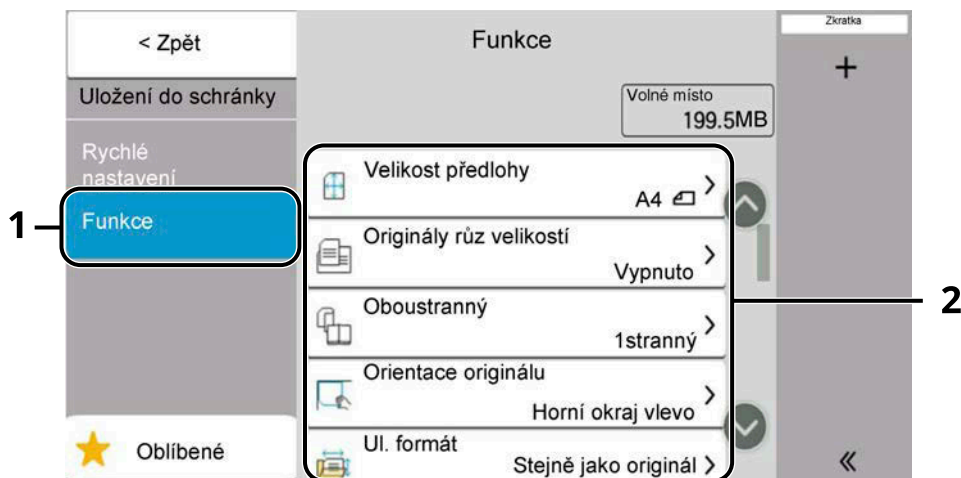 < Zpět
Funkce
Zkratka
+
Uložení do schránky
Volné místo
199.5MB
Rychlé
nastavení
1
Funkce
Velikost předlohy
A4
Originály růz velikostí
Vypnuto
2
Oboustranný
1stranný
Orientace originálu
Horní okraj vlevo
Ul. formát
Stejně jako originál
Oblíbené
«